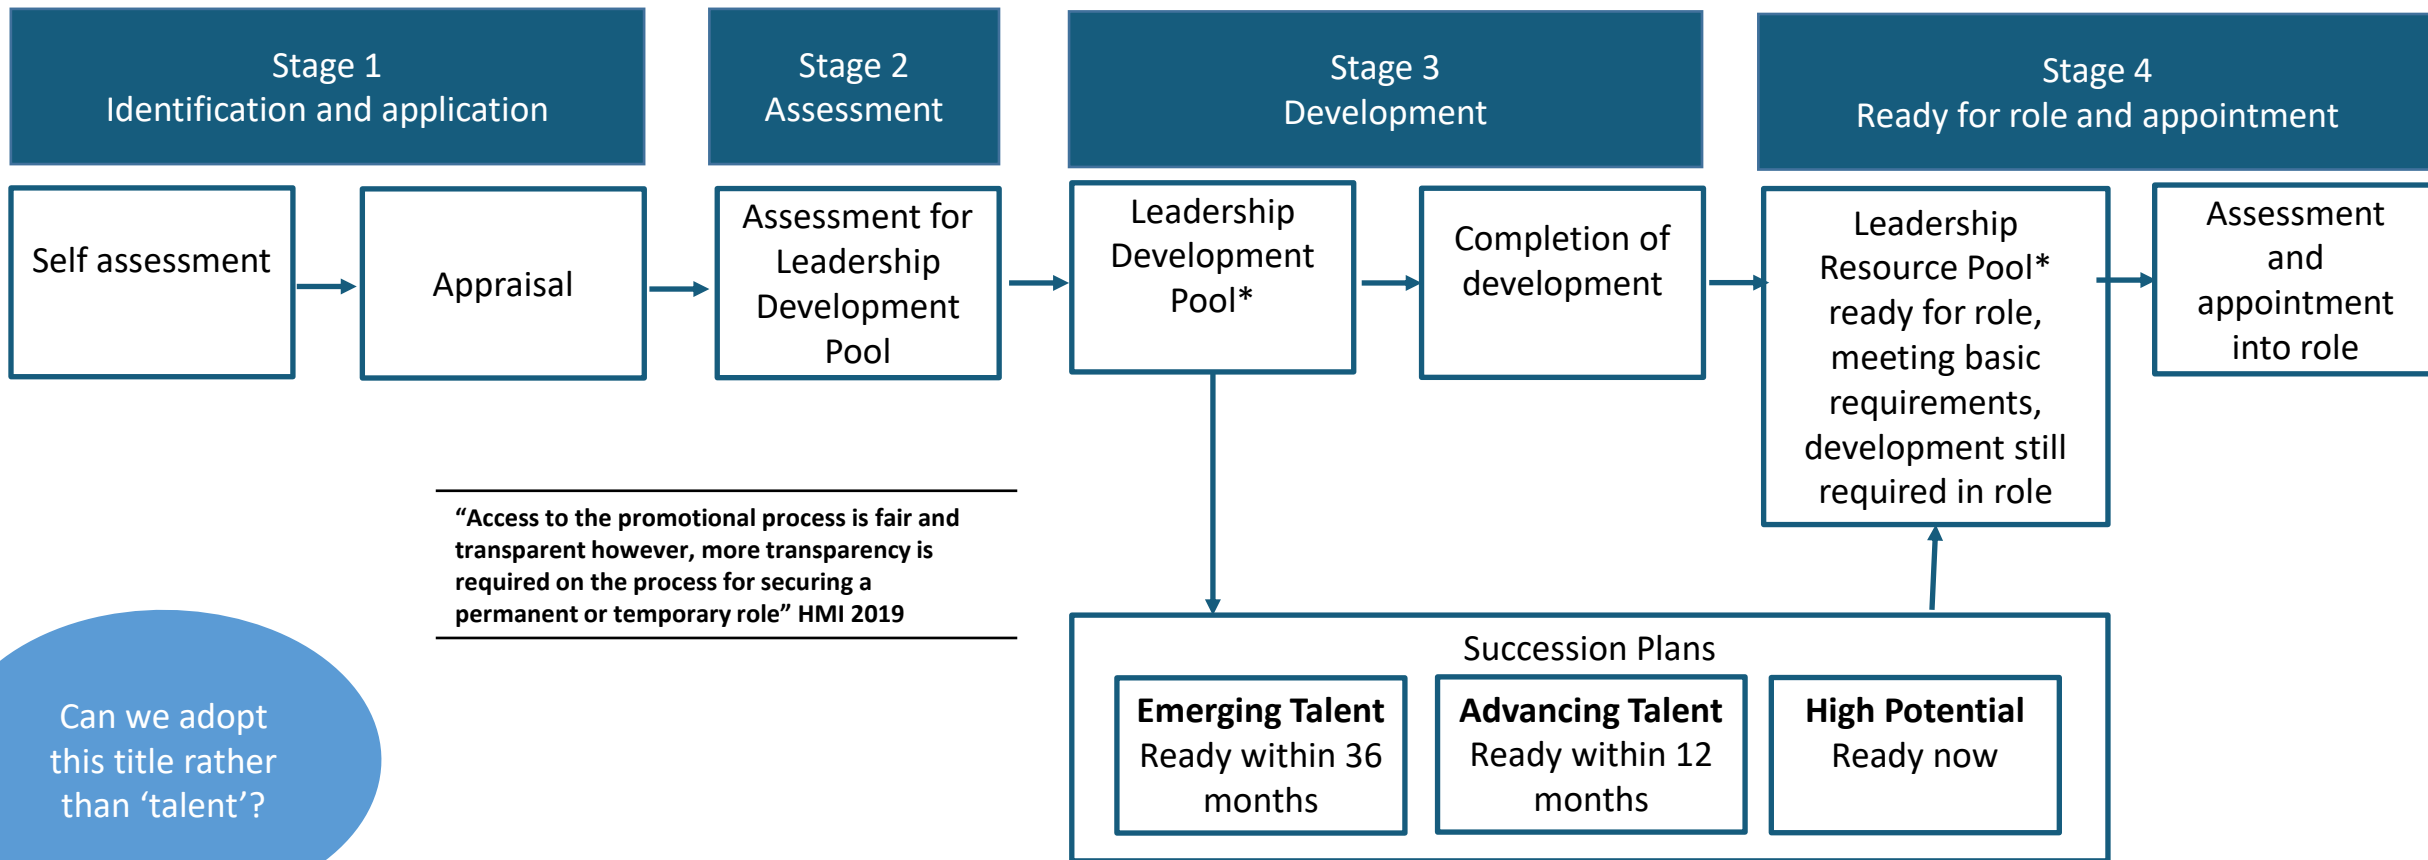 Stage 1
Identification and application
Stage 2
Assessment
Stage 3
Development
Stage 4
Ready for role and appointment
Self assessment
Appraisal
Assessment for
Leadership
Development
Pool
Leadership
Development
Pool*
Completion of
development
Leadership
Resource Pool*
ready for role,
meeting basic
requirements,
development still
required in role
Assessment
and
appointment
into role
“Access to the promotional process is fair and
transparent however, more transparency is
required on the process for securing a
permanent or temporary role” HMI 2019
Can we adopt
this title rather
than ‘talent’?
Succession Plans
Emerging Talent
Ready within 36
months
Advancing Talent
Ready within 12
months
High Potential
Ready now